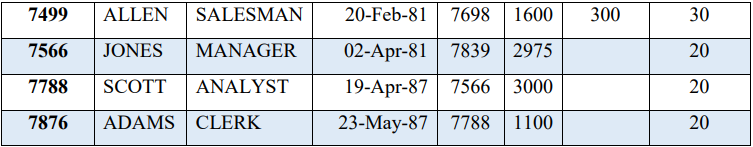 7499 ALLEN SALESMAN 20-Feb-81 7698 1600 300 30
7566 JONES MANAGER 02-Apr-81 7839 2975 20
7788 SCOTT ANALYST 19-Apr-87 7566 3000 20
7876 ADAMS CLERK 23-May-87 7788 1100 20